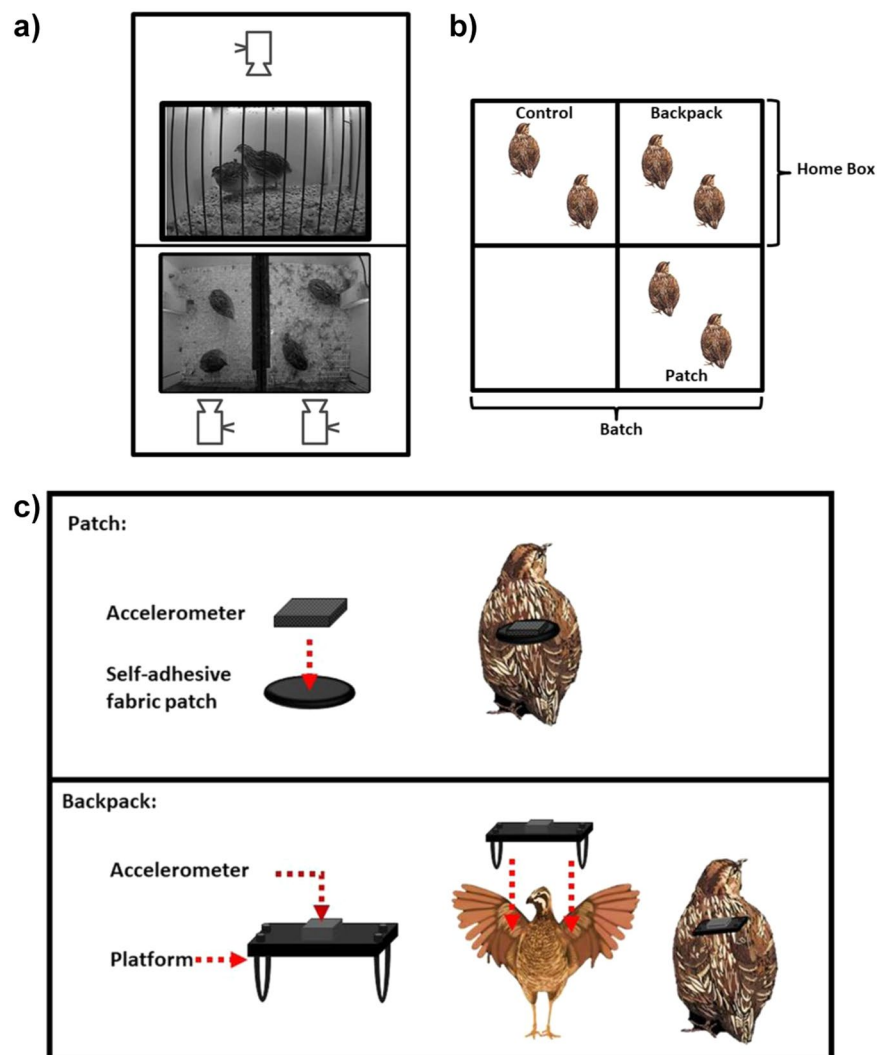 a)
b)
Control
Backpack
Home Box
Patch
Batch
c)
Patch:
Accelerometer
Self-adhesive
fabric patch
Backpack:
Accelerometer
Platform